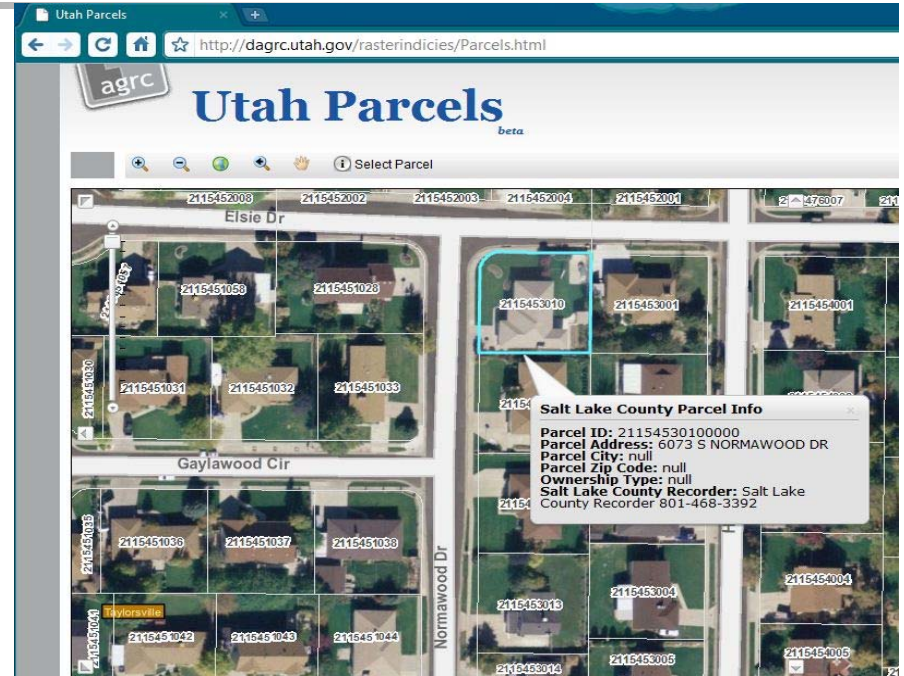 Utah Parcels
http://dagrc.utah.gov/rasterindicies/Parcels.html
agrc
Utah Parcels
beta
Select Parcel
2115452008
2115452002
2115452003
2115452004
2115452001
476007
Elsie Dr
2115451058
2115451028
2115453010
2115453001
2115454001
2115451030
2115451031
2115451032
2115451033
Salt Lake County Parcel Info
Parcel ID: 21154530100000
Parcel Address: 6073 S NORMAWOOD DR
Parcel City: null
Parcel Zip Code: null
Ownership Type: null
Salt Lake County Recorder: Salt Lake
County Recorder 801-468-3392
Gaylawood Cir
2115451035
2115451036
2115451037
2115451038
Normawood Dr
2115453004
2115454004
2115453013
Taylorsville
2115451041
2115451042
2115451043
2115451044
2115453014
2115453005
2115454005